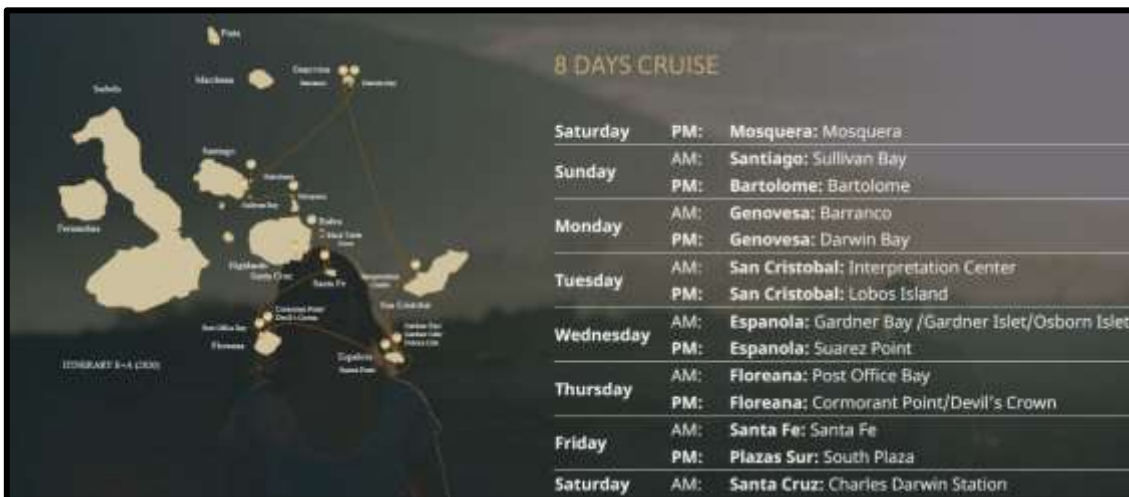 Pinta
Marchena
Genovesa
Isabela
Santiago
Fernandina
Baltra
Highlands
Santa Cruz
Santa Fe
San Cristobal
Floreana
Española
8 DAYS CRUISE
Saturday PM: Mosquera: Mosquera
Sunday AM: Santiago: Sullivan Bay
PM: Bartolome: Bartolome
Monday AM: Genovesa: Barranco
PM: Genovesa: Darwin Bay
Tuesday AM: San Cristobal: Interpretation Center
PM: San Cristobal: Lobos Island
Wednesday AM: Espanola: Gardner Bay /Gardner Islet/Osborn Islet
PM: Espanola: Suarez Point
Thursday AM: Floreana: Post Office Bay
PM: Floreana: Cormorant Point/Devil's Crown
Friday AM: Santa Fe: Santa Fe
PM: Plazas Sur: South Plaza
Saturday AM: Santa Cruz: Charles Darwin Station